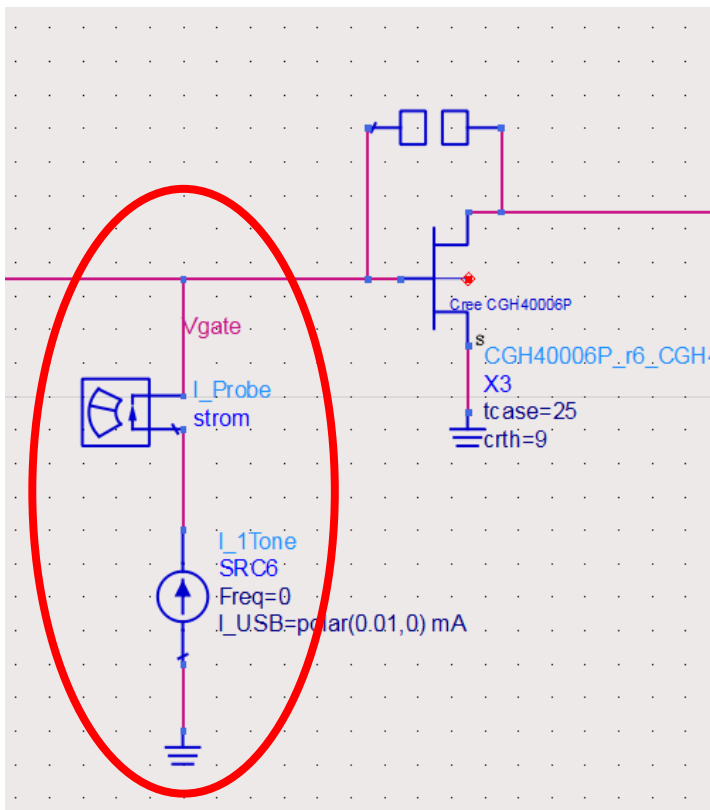 Cree CGH40006P
Vgate
s
CGH40006P_r6_CGH4
X3
tcase=25
crth=9
I_Probe
strom
I_1Tone
SRC6
Freq=0
I_USB=polar(0.01,0) mA